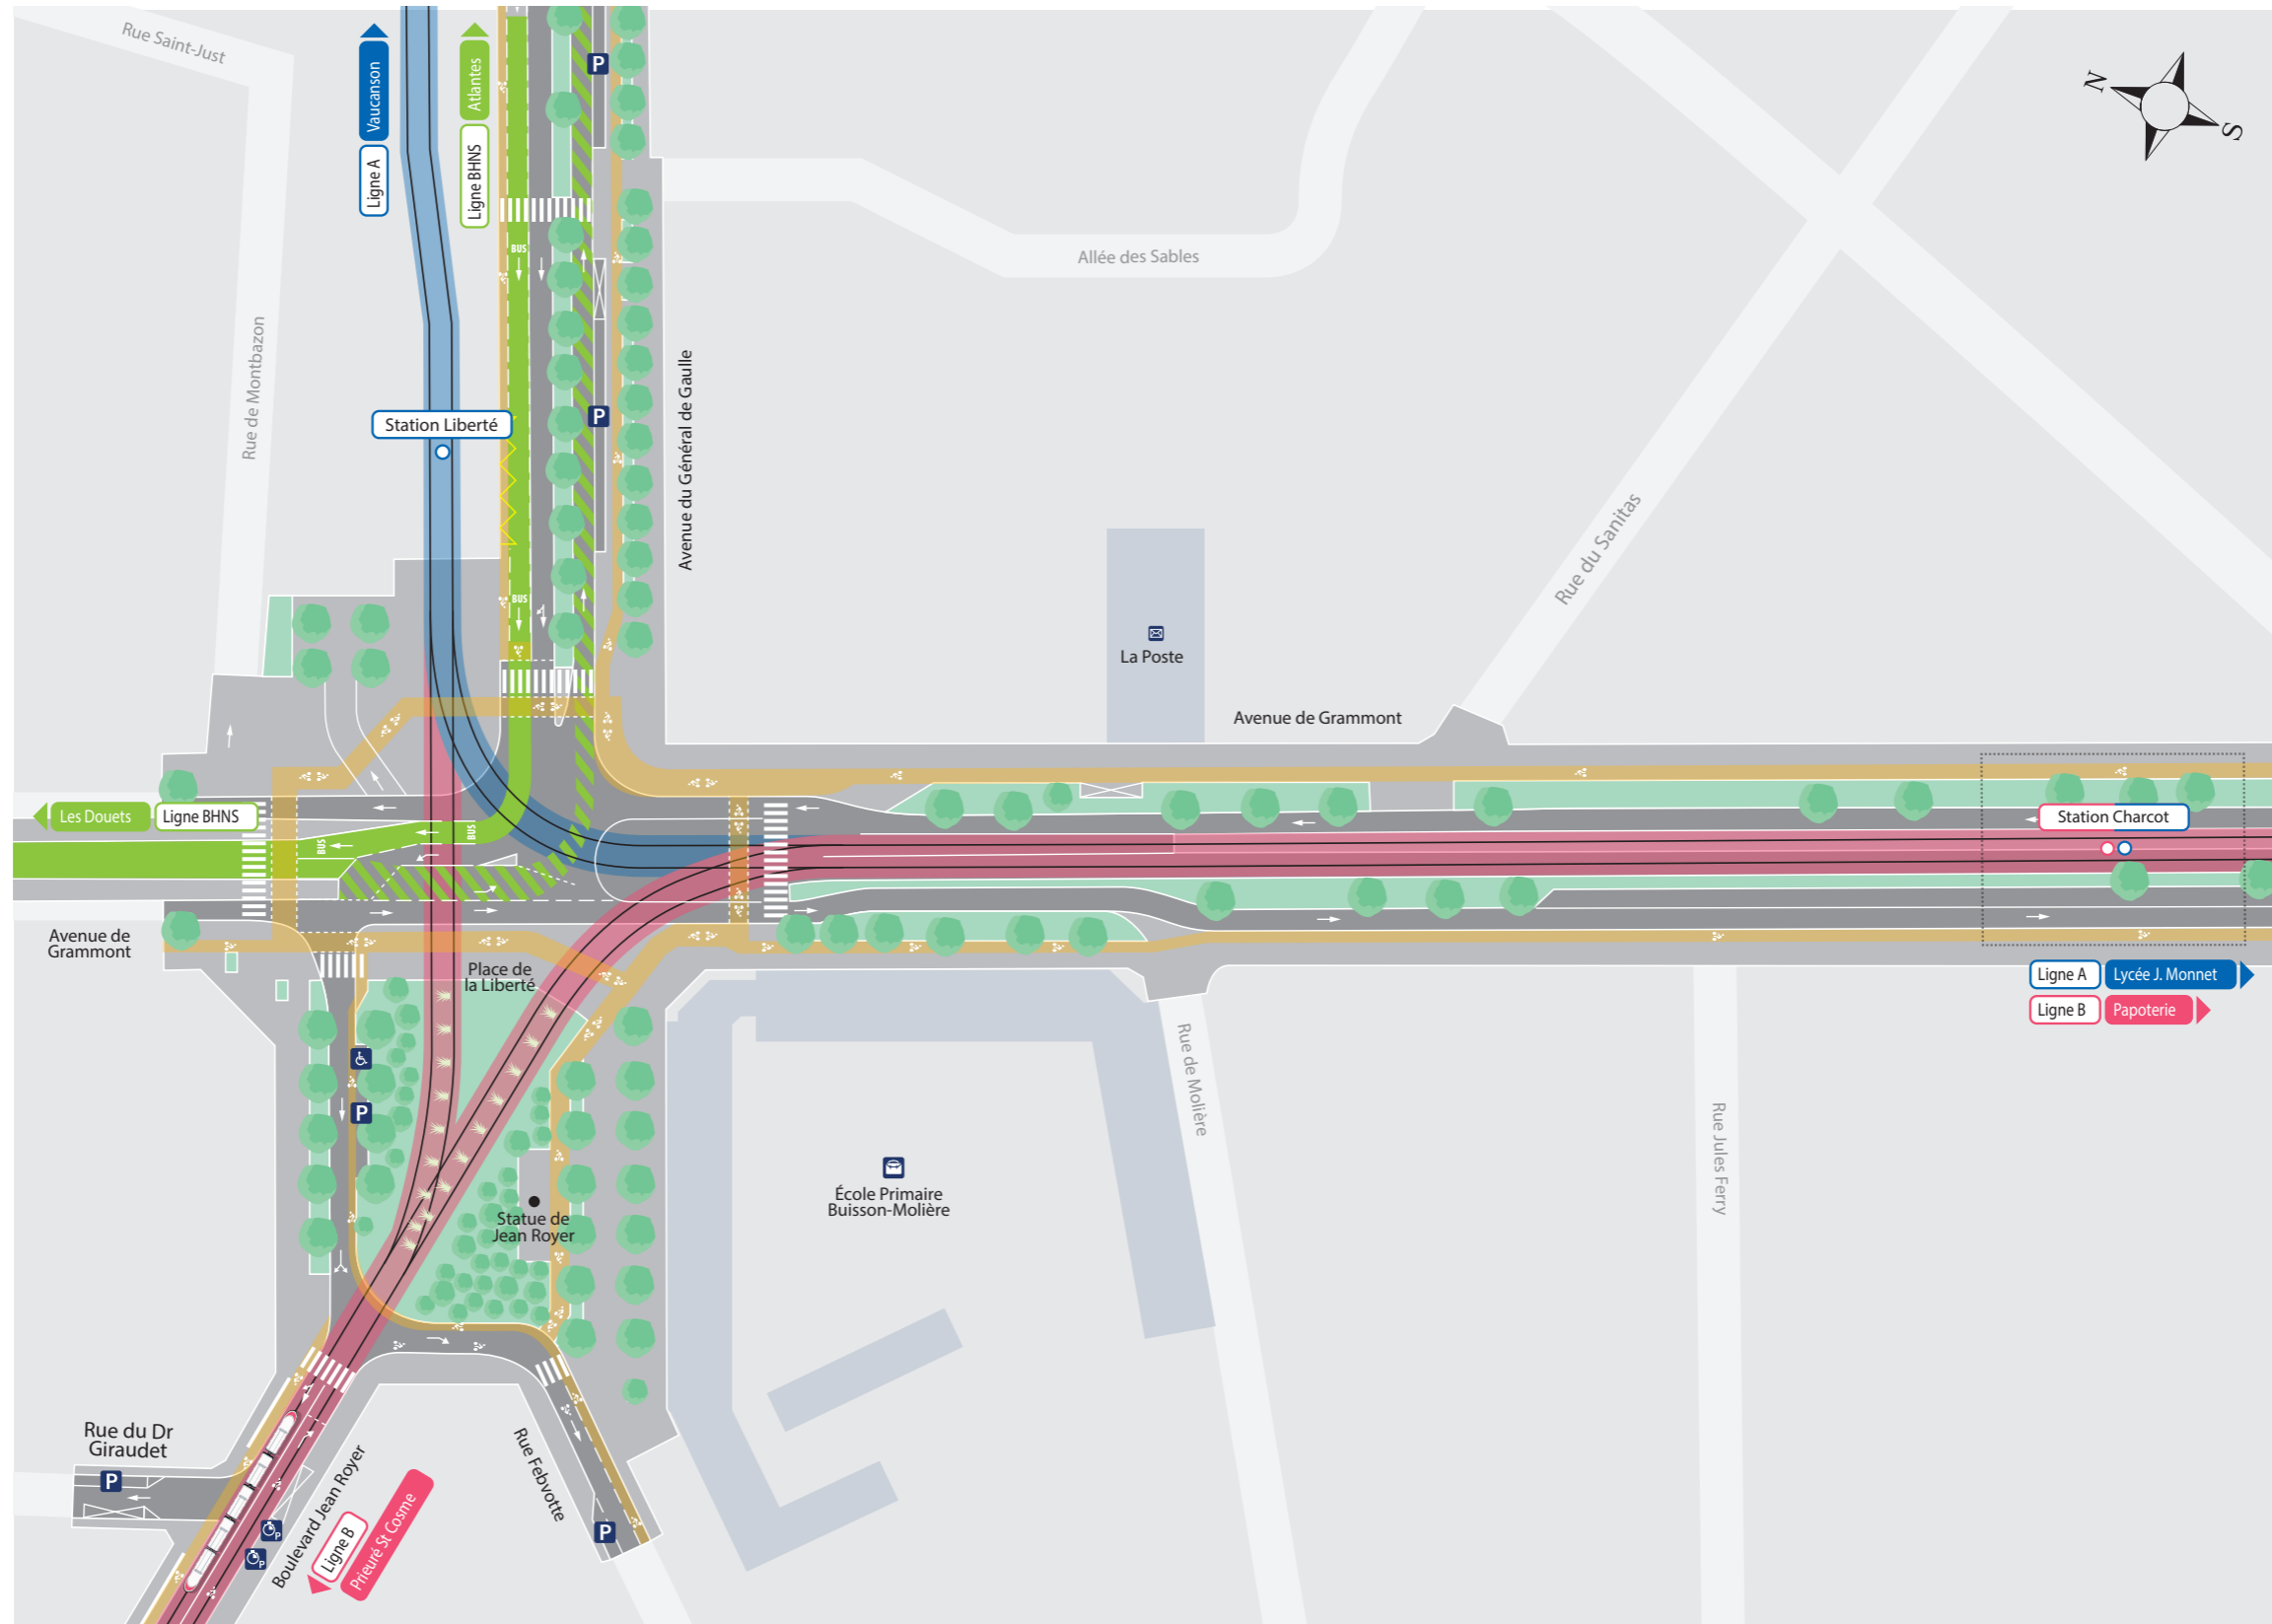 Rue Saint-Just
Vaucanson
Ligne A
Atlantes
Ligne BHNS
P
N
S
BUS
Allée des Sables
Rue de Montbazon
Station Liberté
P
Avenue du Général de Gaulle
Rue du Sanitas
BUS
La Poste
Avenue de Grammont
Les Douets
Ligne BHNS
BUS
BUS
Station Charcot
Avenue de
Grammont
Place de
la Liberté
Ligne A
Lycée J. Monnet
Ligne B
Papoterie
Rue de Molière
P
Rue Jules Ferry
École Primaire
Buisson-Molière
Statue de
Jean Royer
Rue du Dr
Giraudet
P
Boulevard Jean Royer
Rue Febvotte
P
P
P
Ligne B
Prieuré St Cosme